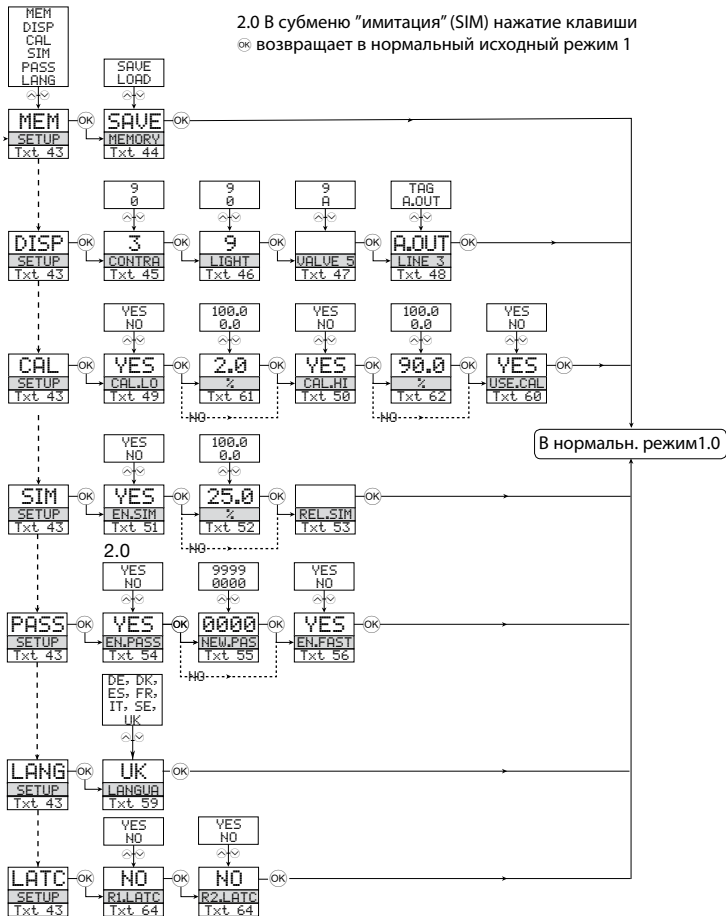 2.0 В субменю "имитация" (SIM) нажатие клавиши
OK возвращает в нормальный исходный режим 1
MEM
DISP
CAL
SIM
PASS
LANG
SAVE
LOAD
MEM OK SAVE OK
SETUP MEMORY
Txt 43 Txt 44
9 9 9 TAG
0 0 A A.OUT
DISP OK 3 OK 9 OK OK A.OUT OK
SETUP CONTRA LIGHT VALVE 5 LINE 3
Txt 43 Txt 45 Txt 46 Txt 47 Txt 48
YES 100.0 YES 100.0 YES
NO 0.0 NO 0.0 NO
CAL OK YES OK 2.0 OK YES OK 90.0 OK YES OK
SETUP CAL.LO % CAL.HI % USE.CAL
Txt 43 Txt 49 Txt 61 Txt 50 Txt 62 Txt 60
NO NO
В нормальн. режим1.0
YES 100.0
NO 0.0
SIM OK YES OK 25.0 OK OK
SETUP EN.SIM % REL.SIM
Txt 43 Txt 51 Txt 52 Txt 53
NO
2.0
YES 9999 YES
NO 0000 NO
PASS OK YES OK 0000 OK YES OK
SETUP EN.PASS NEW.PAS EN.FAST
Txt 43 Txt 54 Txt 55 Txt 56
NO
DE, DK,
ES, FR,
IT, SE,
UK
LANG OK UK OK
SETUP LANGUA
Txt 43 Txt 59
YES YES
NO NO
LATC OK NO OK NO OK
SETUP R1.LATC R2.LATC
Txt 43 Txt 64 Txt 64